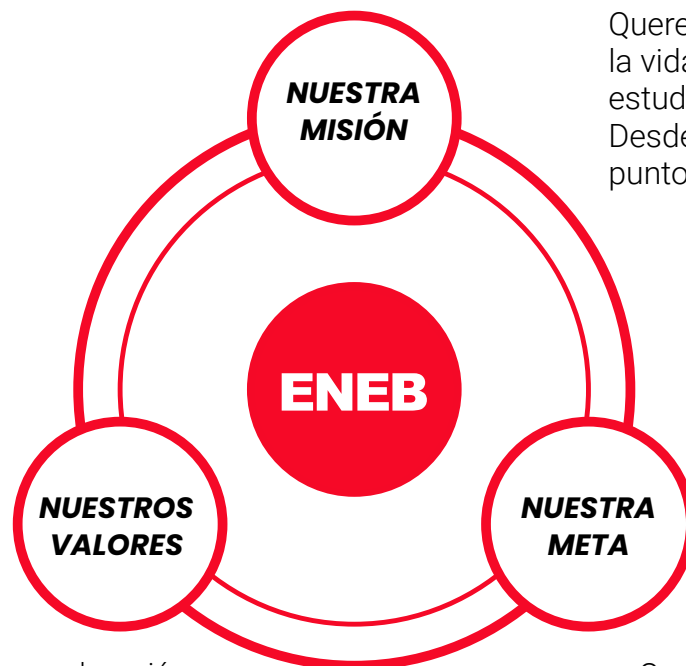 NUESTRA
MISIÓN
Quere
la vida
estud
Desde
punto
ENEB
NUESTROS
VALORES
NUESTRA
META